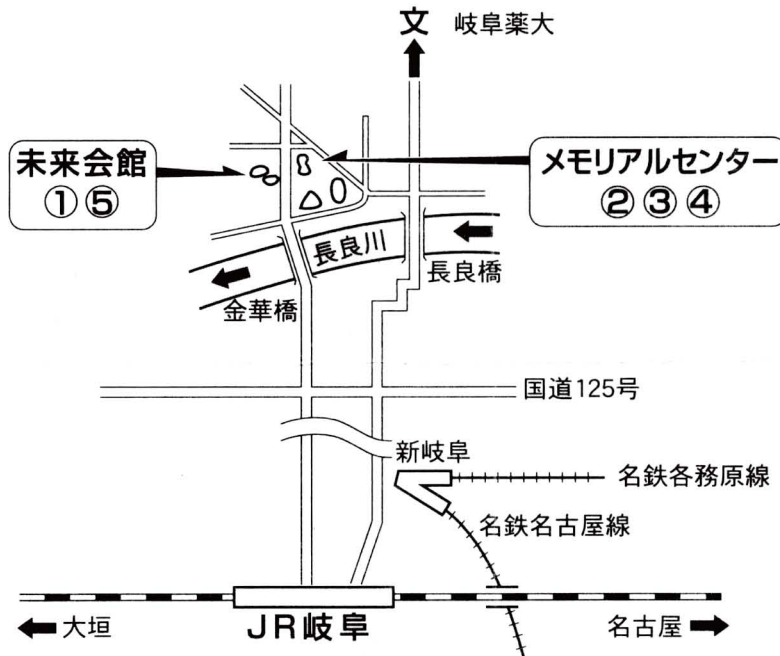 文 岐阜薬大
未来会館
①⑤
メモリアルセンター
②③④
長良川
長良橋
金華橋
国道125号
新岐阜
名鉄各務原線
名鉄名古屋線
大垣
JR岐阜
名古屋